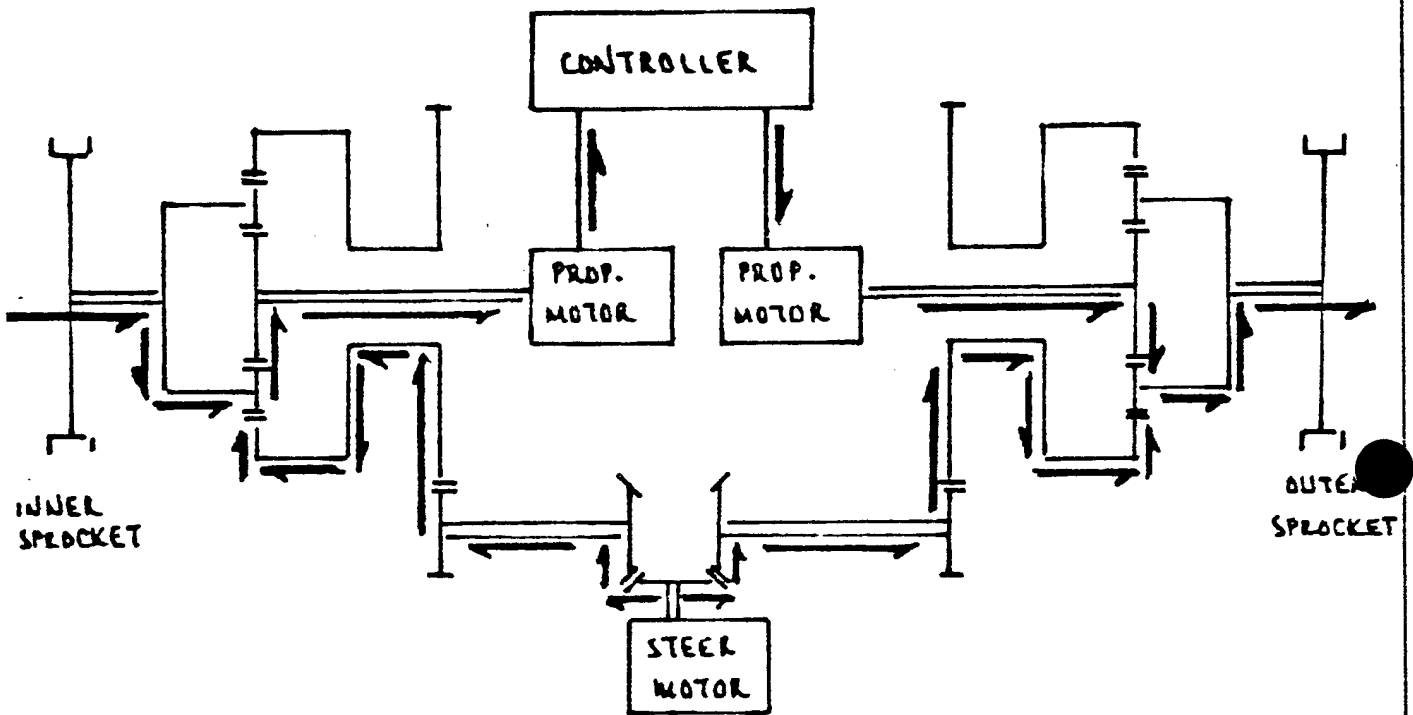 CONTROLLER
PROP.
MOTOR
PROP.
MOTOR
INNER
SPROCKET
SPROCKET
STEER
MOTOR